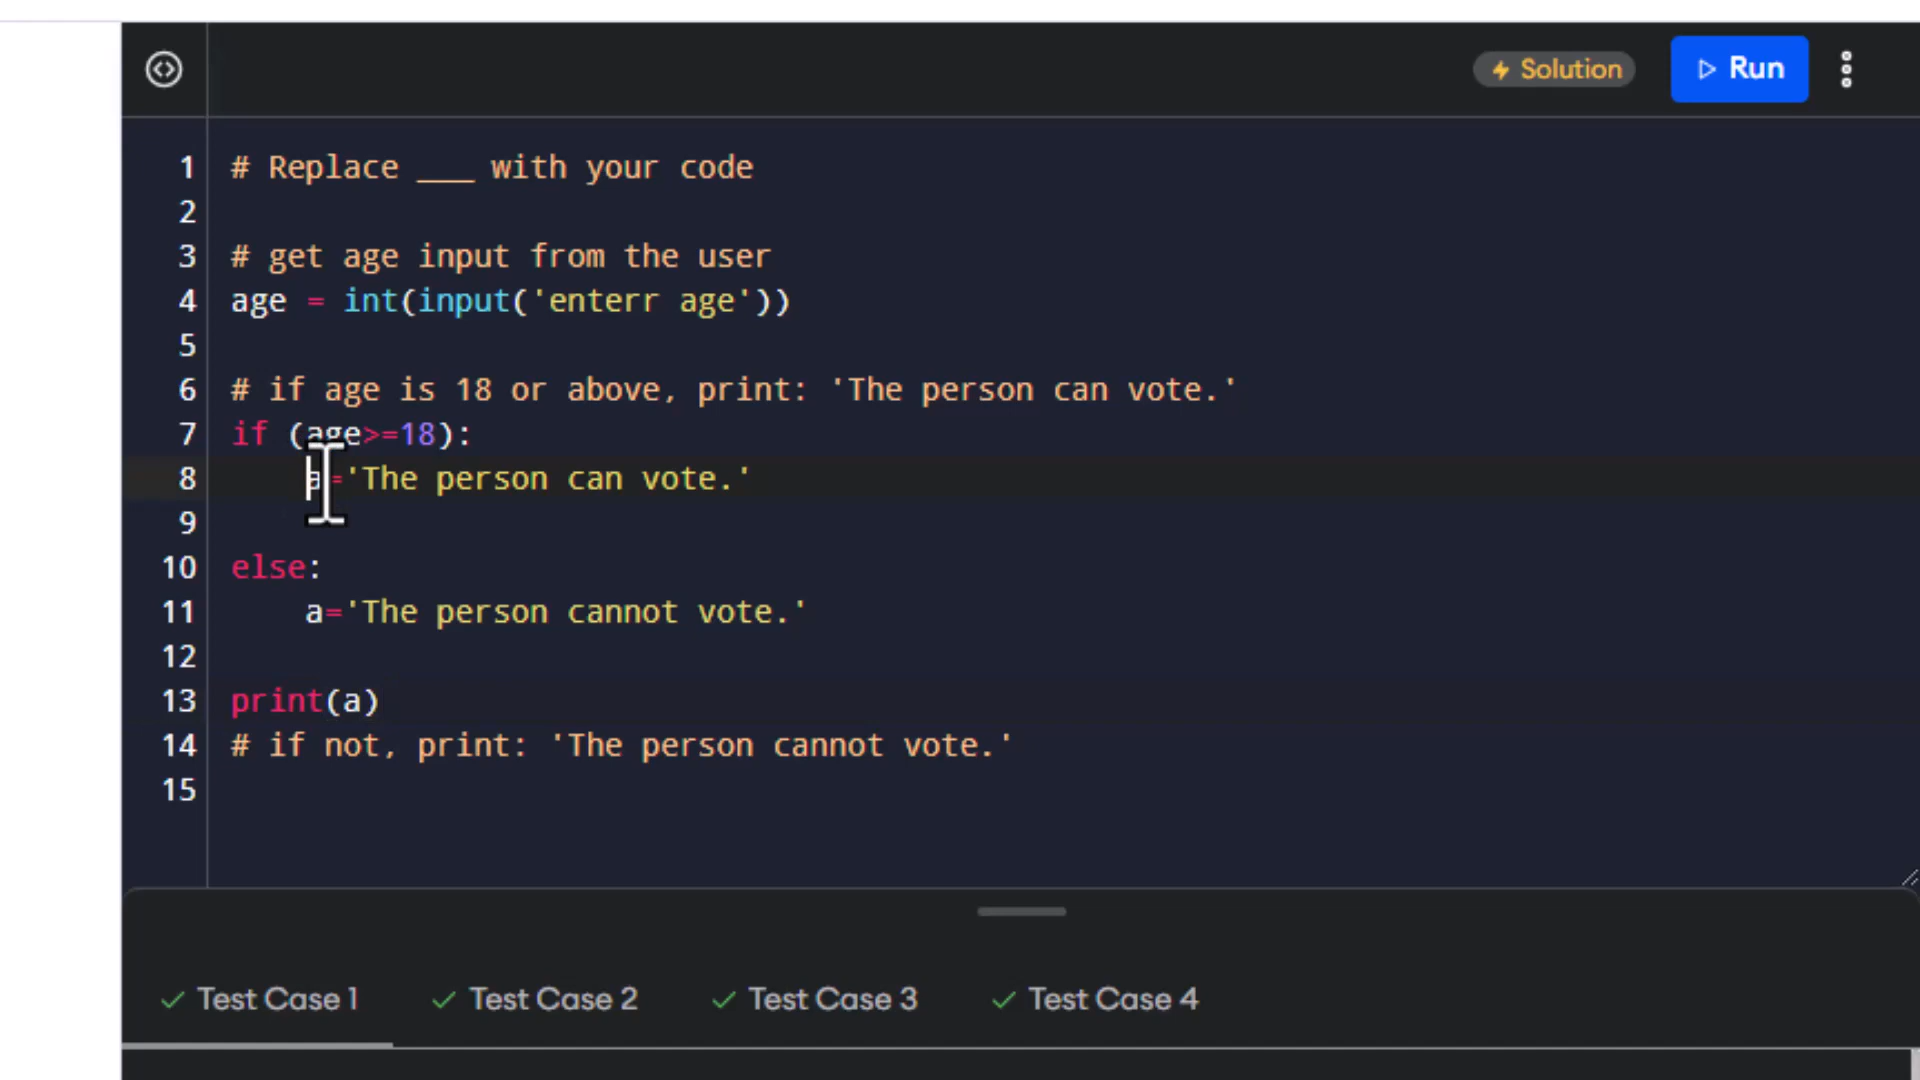 Solution
Run
1 # Replace ___ with your code
2
3 # get age input from the user
4 age = int(input('enterr age'))
5
6 # if age is 18 or above, print: 'The person can vote.'
7 if (age>=18):
8 a='The person can vote.'
9
10 else:
11 a='The person cannot vote.'
12
13 print(a)
14 # if not, print: 'The person cannot vote.'
15
Test Case 1 Test Case 2 Test Case 3 Test Case 4